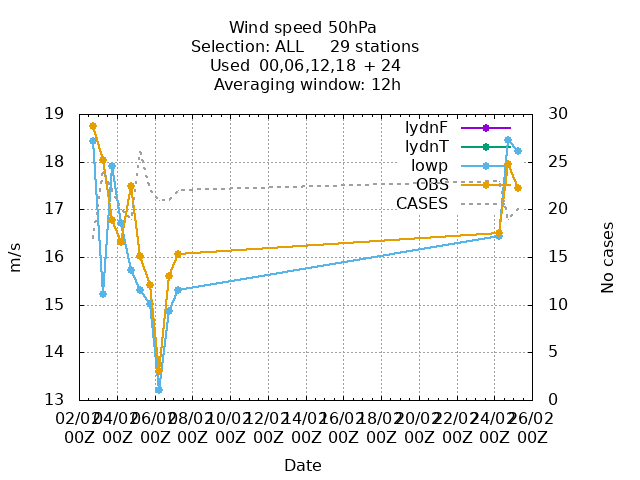 Wind speed 50hPa
Selection: ALL     29 stations
Used 00,06,12,18 + 24
Averaging window: 12h
19 30
lydnF
lydnT
18 25
lowp
OBS
CASES
17 20
16 15
15 10
14 5
13 0
m/s
No cases
02/02 04/02 06/02 08/02 10/02 12/02 14/02 16/02 18/02 20/02 22/02 24/02 26/02
00Z 00Z 00Z 00Z 00Z 00Z 00Z 00Z 00Z 00Z 00Z 00Z 00Z
Date